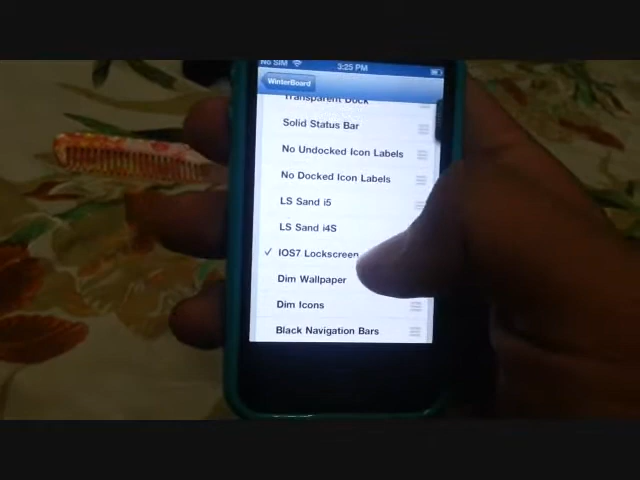 No SIM
3:25 PM
WinterBoard
Transparent Dock
Solid Status Bar
No Undocked Icon Labels
No Docked Icon Labels
LS Sand i5
LS Sand i4S
✓ IOS7 Lockscreen
Dim Wallpaper
Dim Icons
Black Navigation Bars